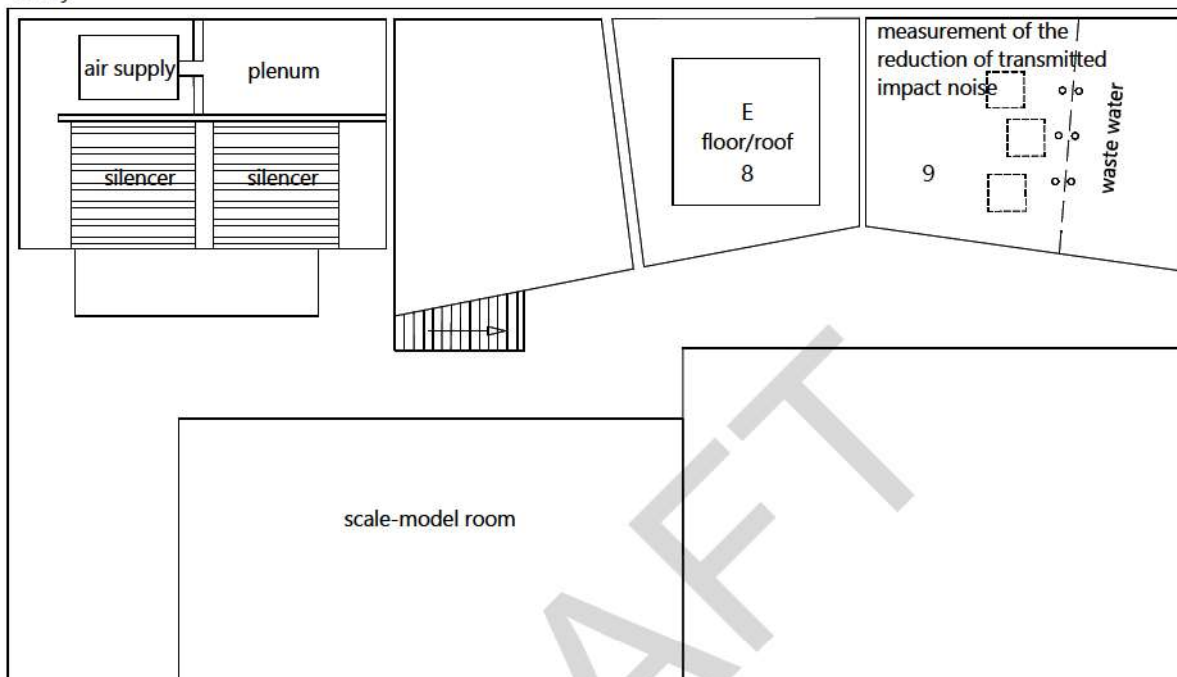 air supply
plenum
silencer
silencer
E
floor/roof
8
measurement of the
reduction of transmitted
impact noise
9
waste water
scale-model room
AFT